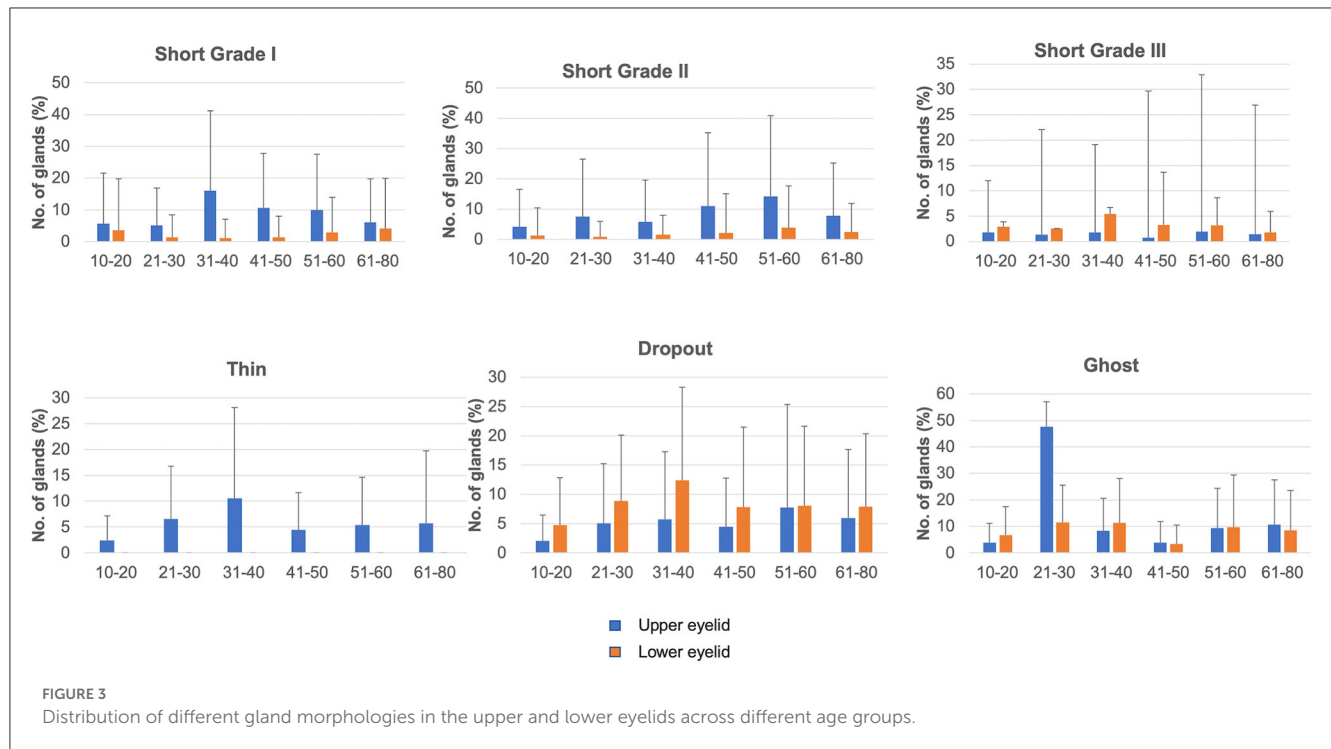 Short Grade I
No. of glands (%)
50
40
30
20
10
0
10-20 21-30 31-40 41-50 51-60 61-80
Short Grade II
No. of glands (%)
50
40
30
20
10
0
10-20 21-30 31-40 41-50 51-60 61-80
Short Grade III
No. of glands (%)
35
30
25
20
15
10
5
0
10-20 21-30 31-40 41-50 51-60 61-80
Thin
No. of glands (%)
30
25
20
15
10
5
0
10-20 21-30 31-40 41-50 51-60 61-80
Dropout
No. of glands (%)
30
25
20
15
10
5
0
10-20 21-30 31-40 41-50 51-60 61-80
Ghost
No. of glands (%)
60
50
40
30
20
10
0
10-20 21-30 31-40 41-50 51-60 61-80
Upper eyelid
Lower eyelid
FIGURE 3
Distribution of different gland morphologies in the upper and lower eyelids across different age groups.